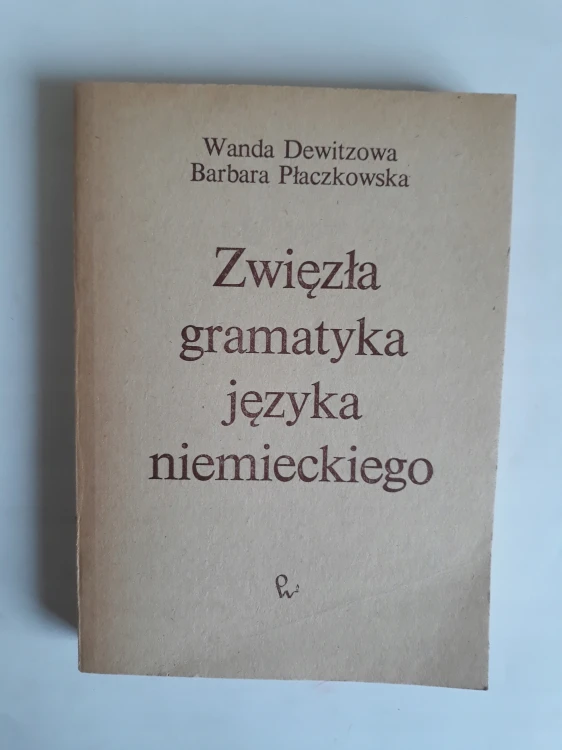 Wanda Dewitzowa
Barbara Płaczkowska
Zwięzła
gramatyka
języka
niemieckiego